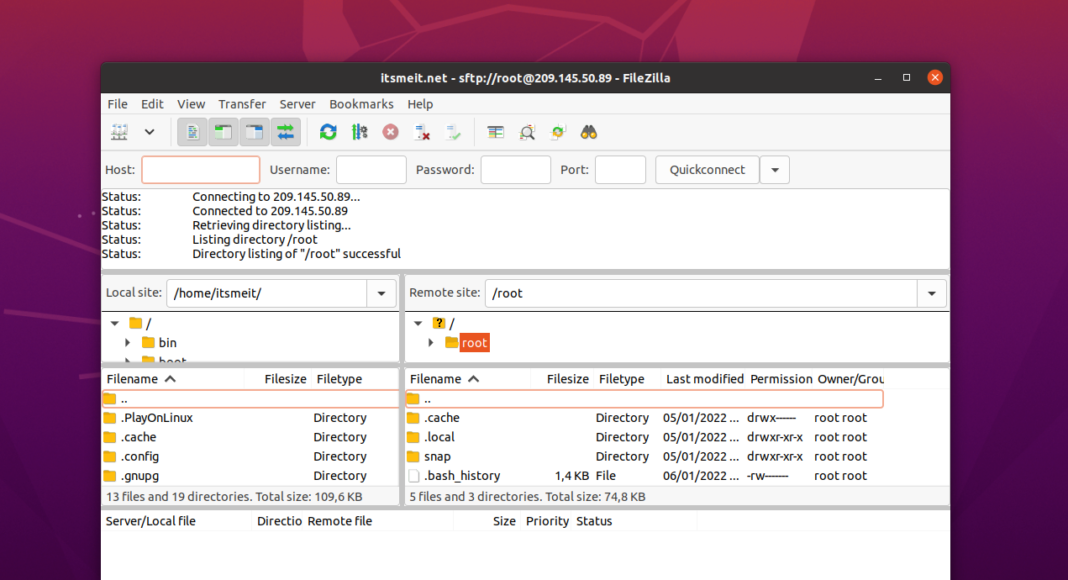 itsmeit.net - sftp://root@209.145.50.89 - FileZilla
File Edit View Transfer Server Bookmarks Help
Host: Username: Password: Port: Quickconnect
Status: Connecting to 209.145.50.89...
Status: Connected to 209.145.50.89
Status: Retrieving directory listing...
Status: Listing directory /root
Status: Directory listing of "/root" successful
Local site: /home/itsmeit/ Remote site: /root
/ ? /
bin root
boot
Filename Filesize Filetype Filename Filesize Filetype Last modified Permission Owner/Grou
.. ..
.PlayOnLinux Directory .cache Directory 05/01/2022 ... drwx------ root root
.cache Directory .local Directory 05/01/2022 ... drwxr-xr-x root root
.config Directory snap Directory 05/01/2022 ... drwxr-xr-x root root
.gnupg Directory .bash_history 1,4 KB File 06/01/2022 ... -rw------- root root
13 files and 19 directories. Total size: 109,6 KB 5 files and 3 directories. Total size: 74,8 KB
Server/Local file Directio Remote file Size Priority Status